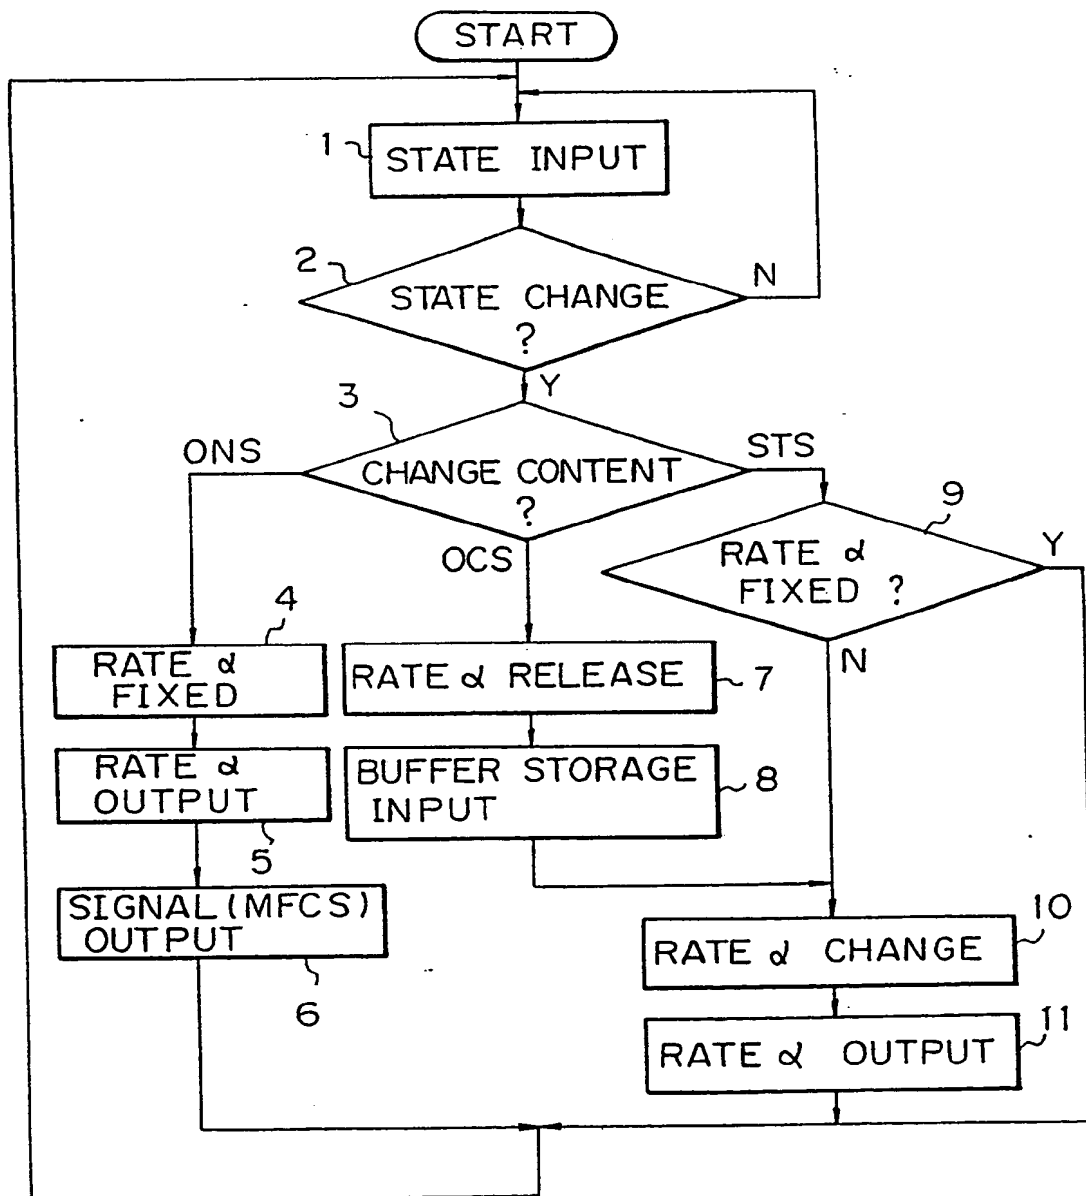 START
1
STATE INPUT
2
STATE CHANGE
?
N
Y
3
ONS
CHANGE CONTENT
?
STS
OCS
9
RATE α
FIXED ?
Y
N
4
RATE α
FIXED
RATE α RELEASE
7
RATE α
OUTPUT
5
BUFFER STORAGE
INPUT
8
SIGNAL (MFCS)
OUTPUT
6
10
RATE α CHANGE
11
RATE α OUTPUT